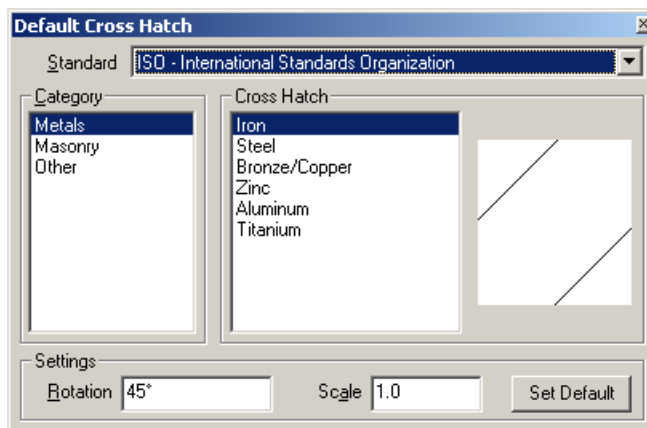 Default Cross Hatch
Standard ISO - International Standards Organization
Category
Metals
Masonry
Other
Cross Hatch
Iron
Steel
Bronze/Copper
Zinc
Aluminum
Titanium
Settings
Rotation 45° Scale 1.0 Set Default